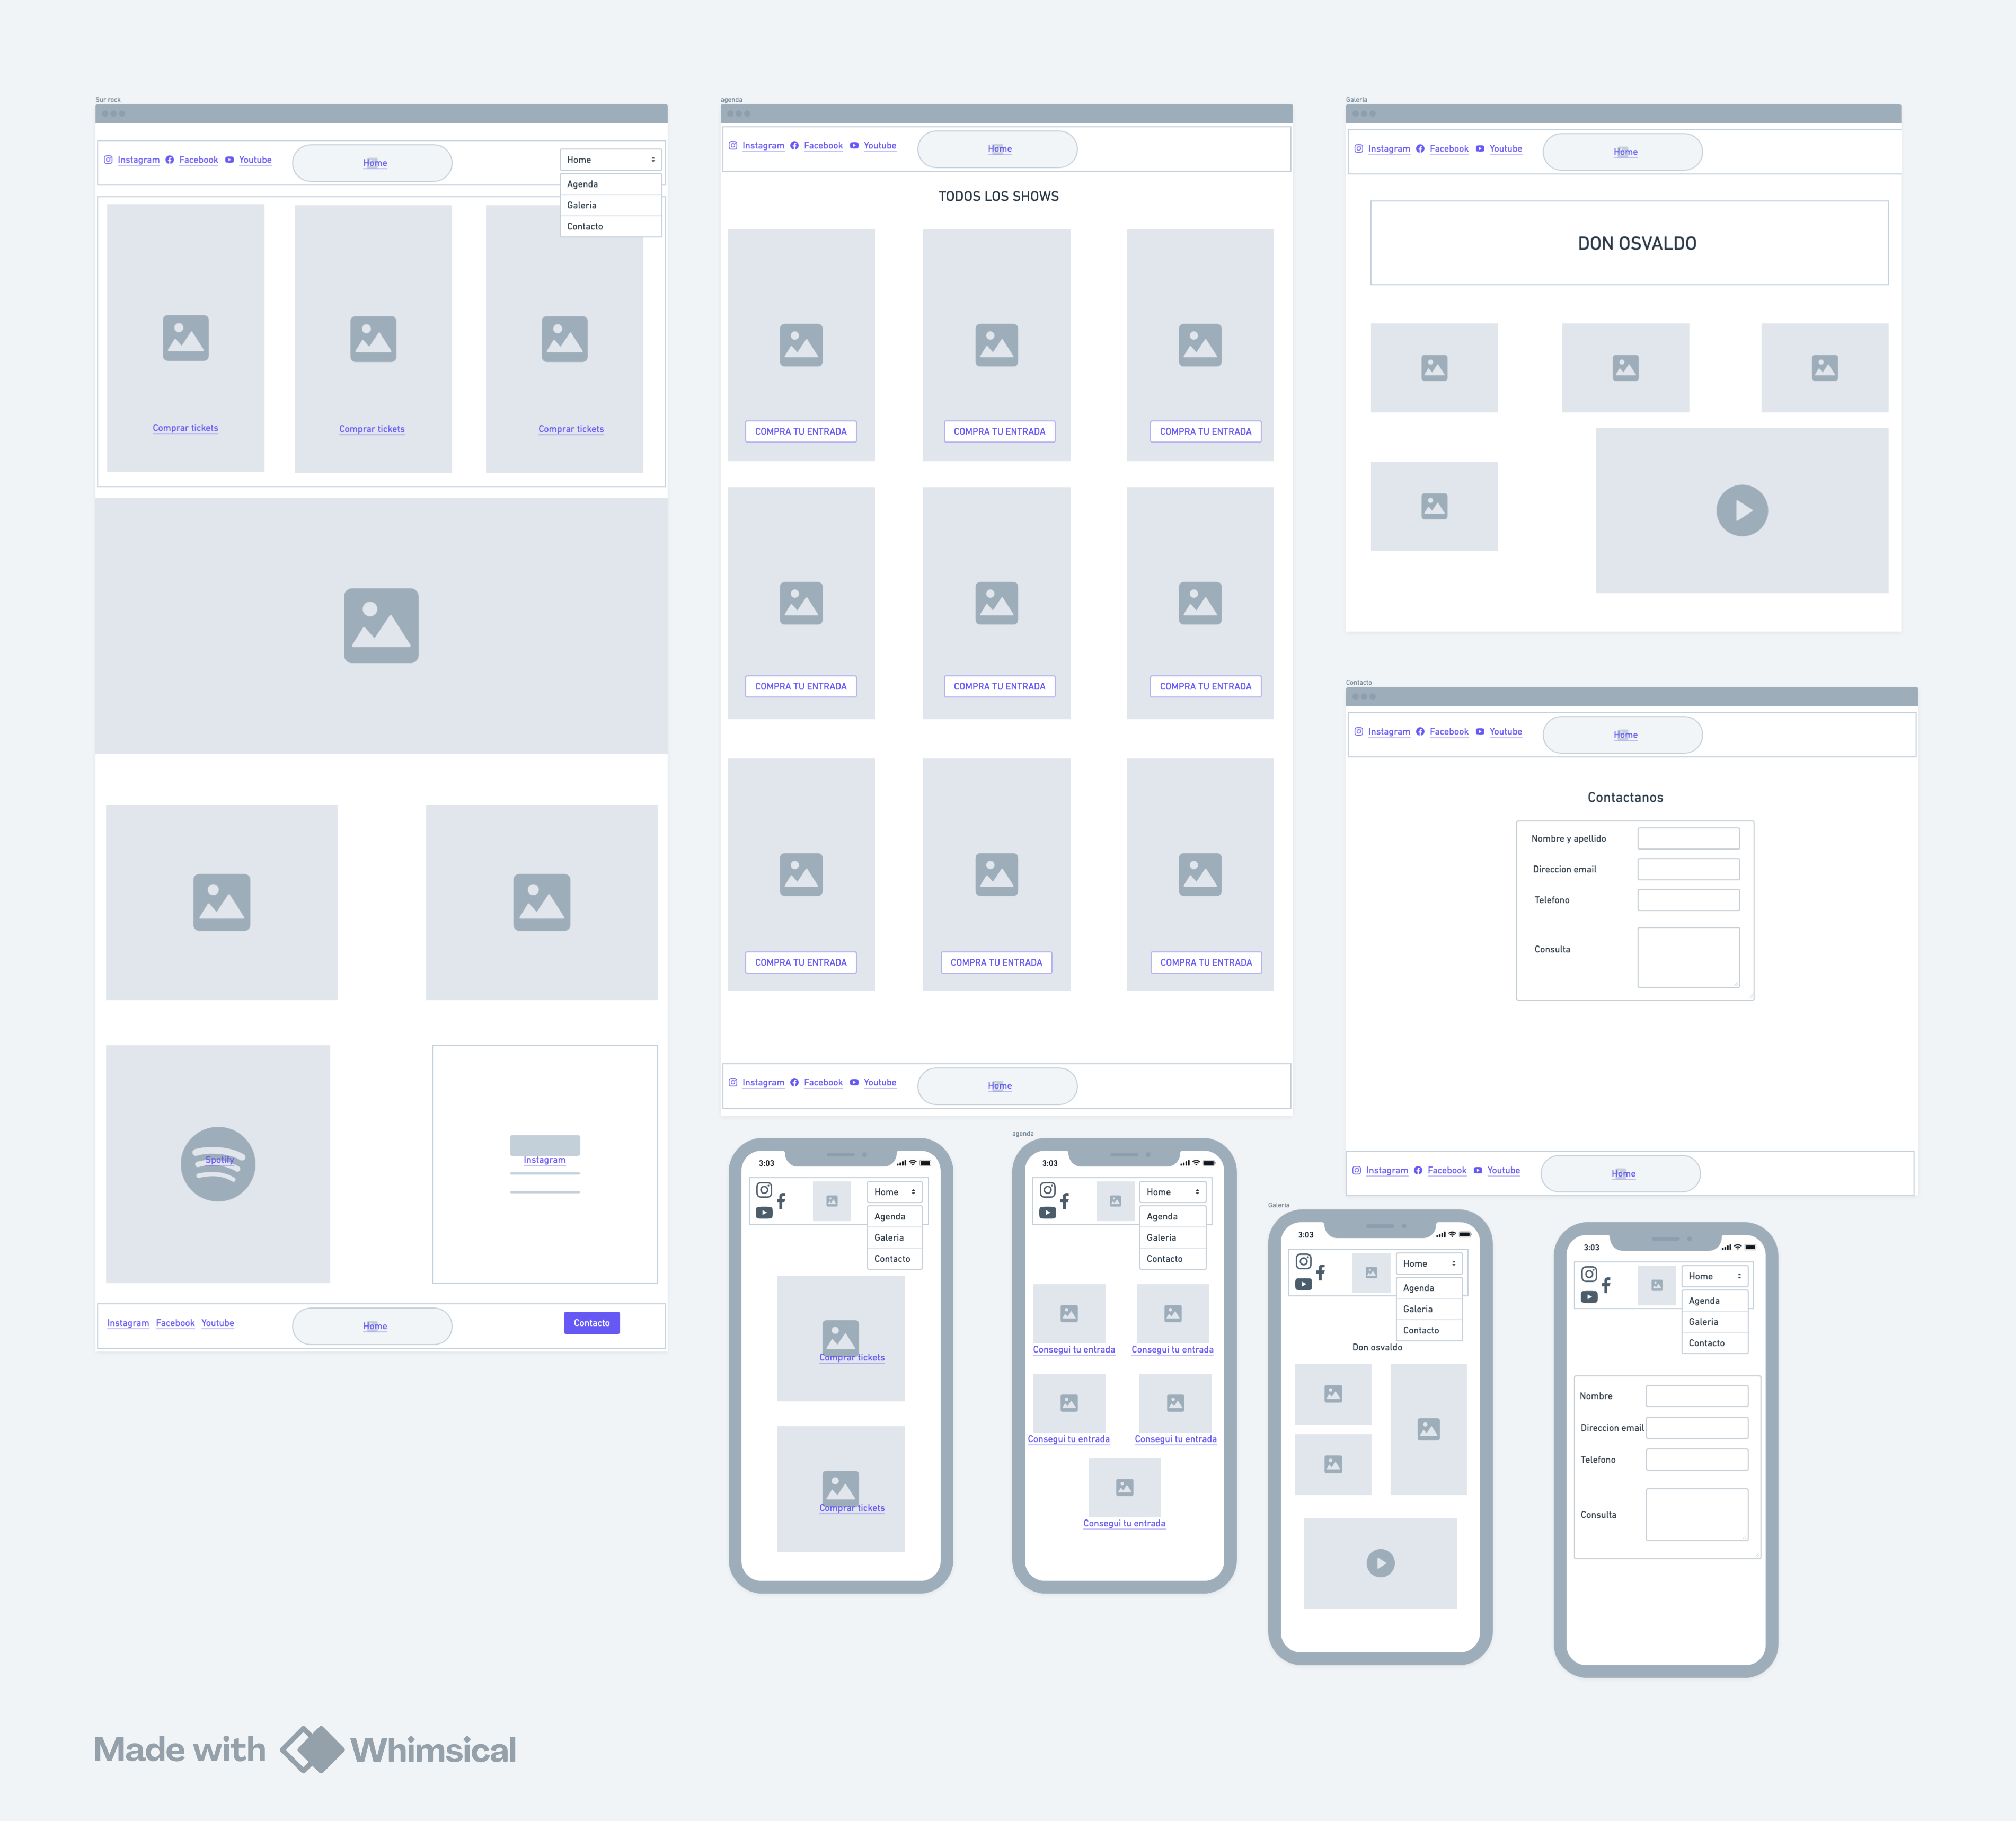 Sur rock
Instagram Facebook Youtube Home Home
Agenda
Galeria
Contacto
Comprar tickets Comprar tickets Comprar tickets
Spotify Instagram
Instagram Facebook Youtube Home Contacto
agenda
Instagram Facebook Youtube Home
TODOS LOS SHOWS
COMPRA TU ENTRADA COMPRA TU ENTRADA COMPRA TU ENTRADA
COMPRA TU ENTRADA COMPRA TU ENTRADA COMPRA TU ENTRADA
COMPRA TU ENTRADA COMPRA TU ENTRADA COMPRA TU ENTRADA
Instagram Facebook Youtube Home
Galeria
Instagram Facebook Youtube Home
DON OSVALDO
Contacto
Instagram Facebook Youtube Home
Contactanos
Nombre y apellido
Direccion email
Telefono
Consulta
Instagram Facebook Youtube Home
3:03
Home
Agenda
Galeria
Contacto
Comprar tickets
Comprar tickets
agenda
3:03
Home
Agenda
Galeria
Contacto
Consegui tu entrada Consegui tu entrada
Consegui tu entrada Consegui tu entrada
Consegui tu entrada
Galeria
3:03
Home
Agenda
Galeria
Contacto
Don osvaldo
3:03
Home
Agenda
Galeria
Contacto
Nombre
Direccion email
Telefono
Consulta
Made with Whimsical